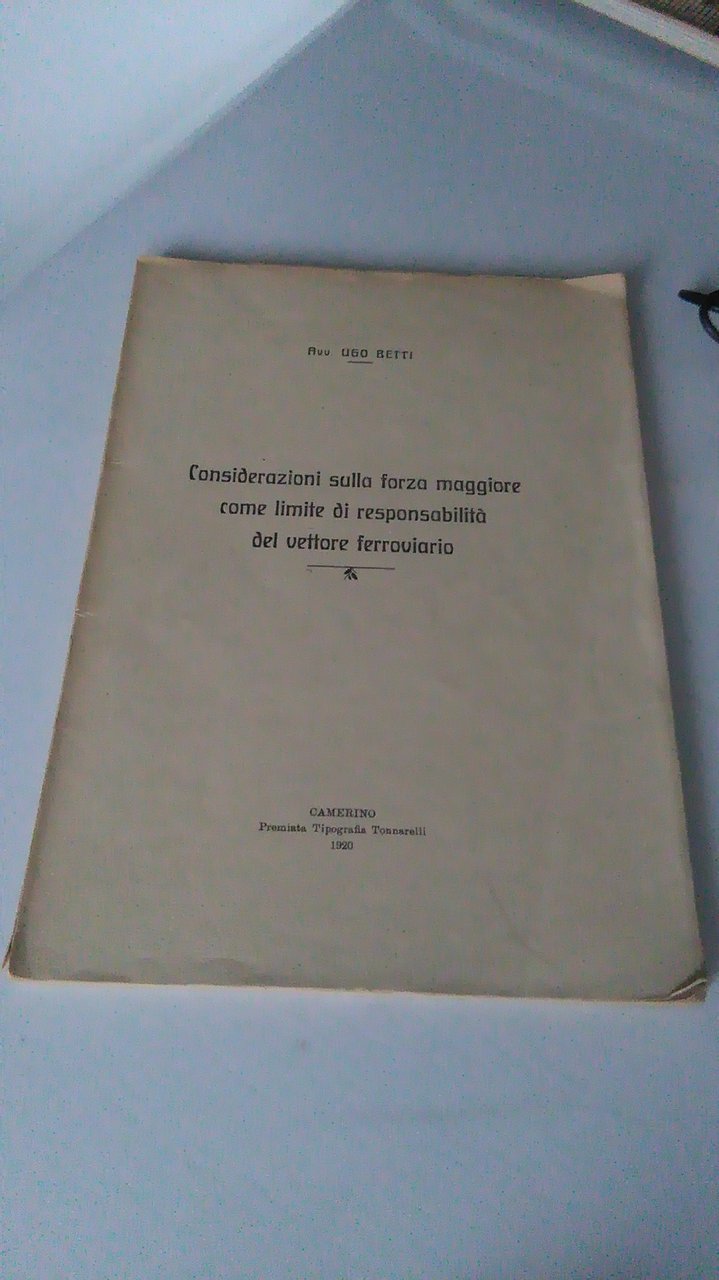 Avv. UGO BETTI
Considerazioni sulla forza maggiore
come limite di responsabilità
del vettore ferroviario
CAMERINO
Premiata Tipografia Tonnarelli
1920